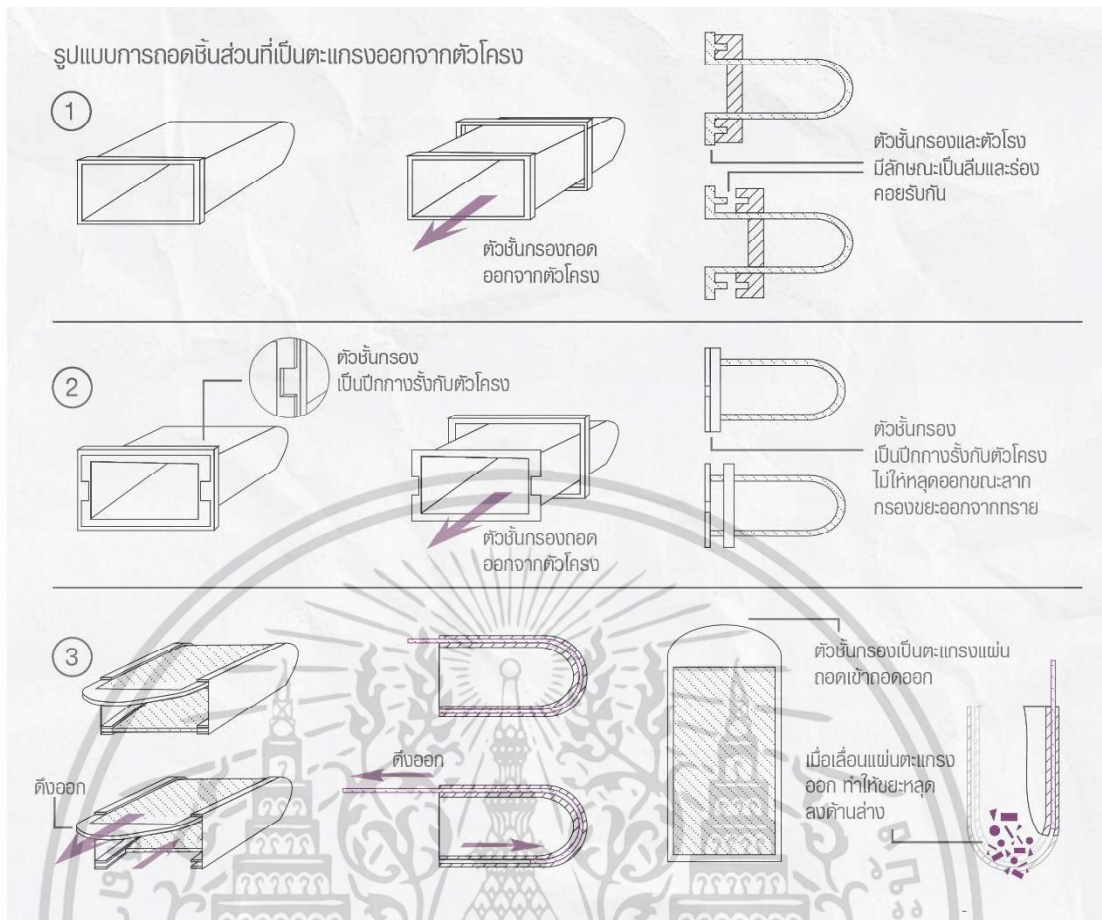 รูปแบบการถอดชิ้นส่วนที่เป็นตะแกรงออกจากตัวโครง
1
ตัวชั้นกรองถอด
ออกจากตัวโครง
ตัวชั้นกรองและตัวโรง
มีลักษณะเป็นลิ้มและร่อง
คอยรับกัน
2
ตัวชั้นกรอง
เป็นปีกกางรั้งกับตัวโครง
ตัวชั้นกรองถอด
ออกจากตัวโครง
ตัวชั้นกรอง
เป็นปีกกางรั้งกับตัวโครง
ไม่ให้หลุดออกขณะลาก
กรองขยะออกจากทราย
3
ดึงออก
ดึงออก
ตัวชั้นกรองเป็นตะแกรงแผ่น
ถอดเข้าถอดออก
เมื่อเลื่อนแผ่นตะแกรง
ออก ทำให้ขยะหลุด
ลงด้านล่าง